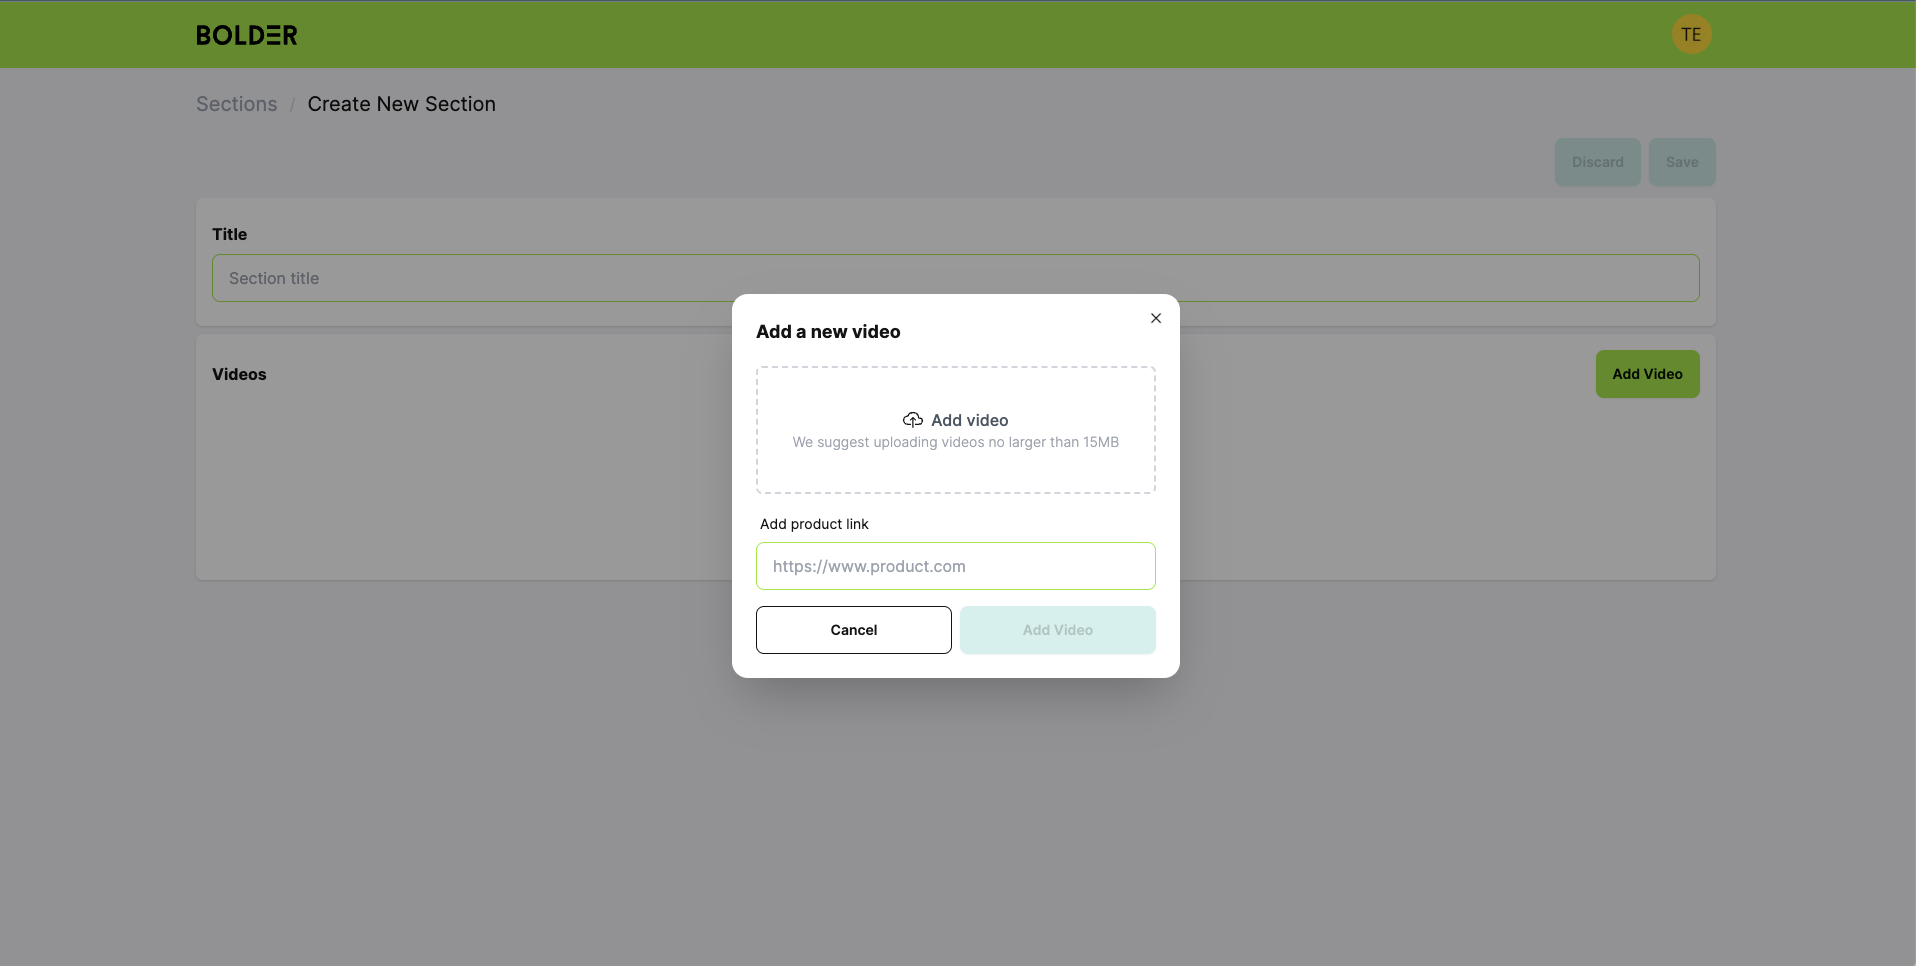 BOLDER
TE
Sections / Create New Section
Discard
Save
Title
Section title
Videos
Add Video
Add a new video
Add video
We suggest uploading videos no larger than 15MB
Add product link
https://www.product.com
Cancel
Add Video